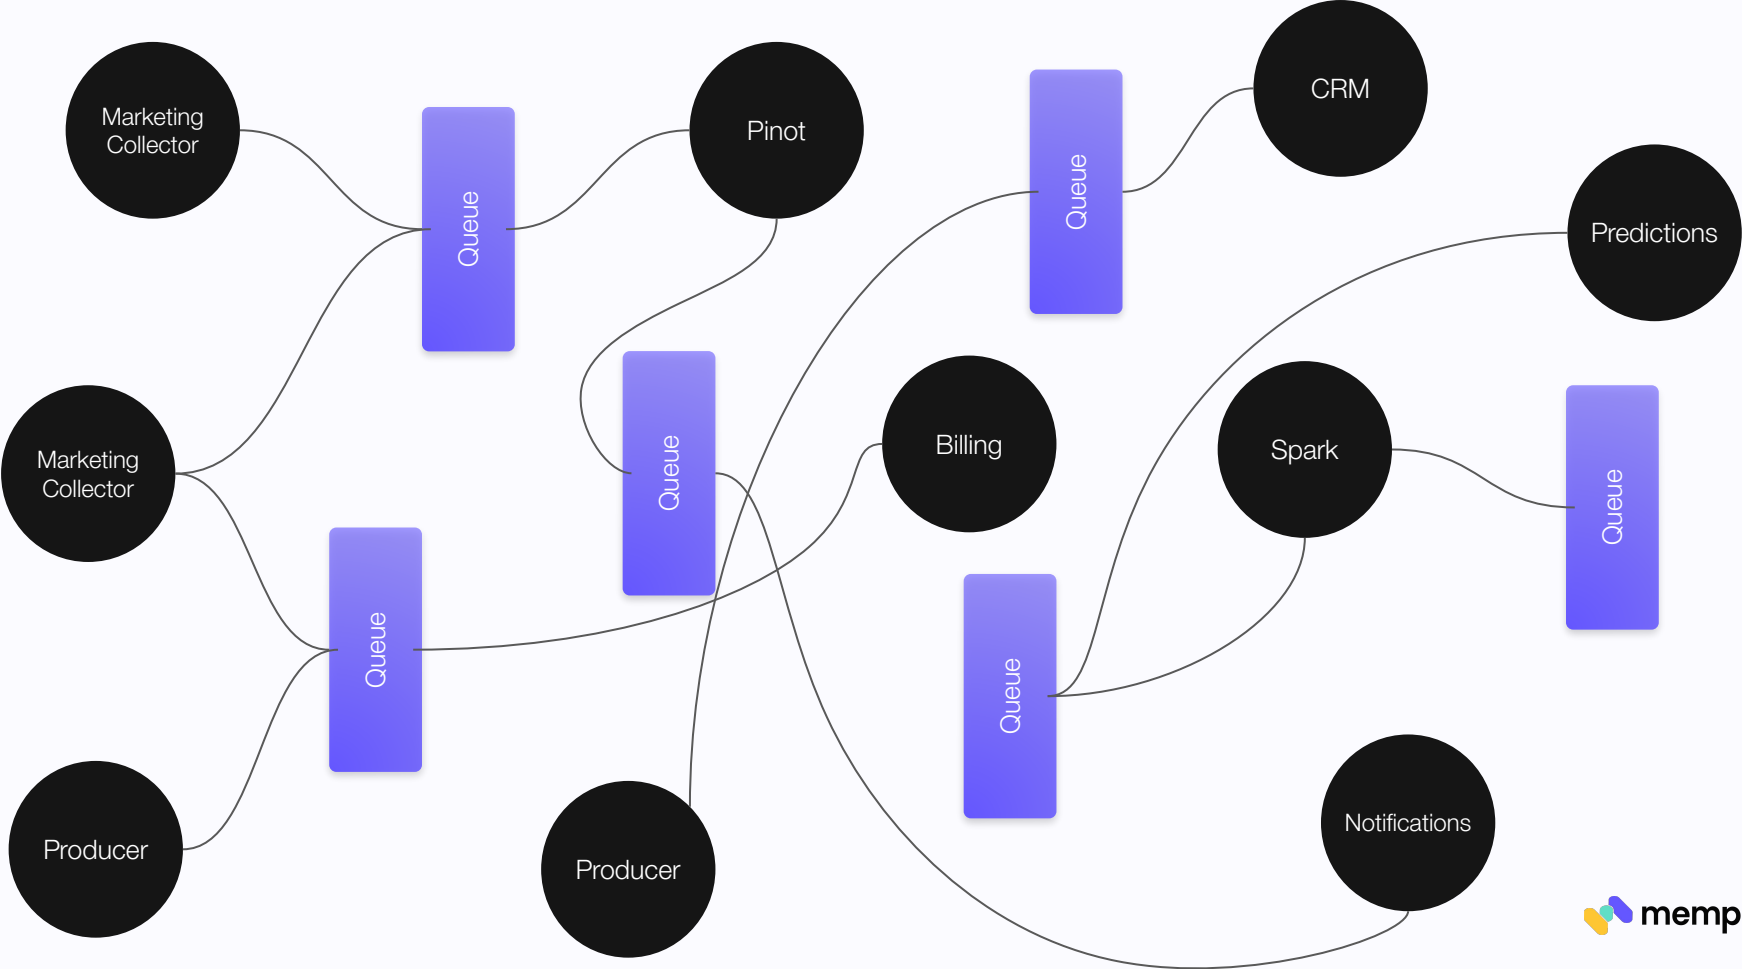 Marketing
Collector
Queue
Pinot
Queue
CRM
Predictions
Marketing
Collector
Queue
Billing
Spark
Queue
Queue
Queue
Producer
Producer
Notifications
memp